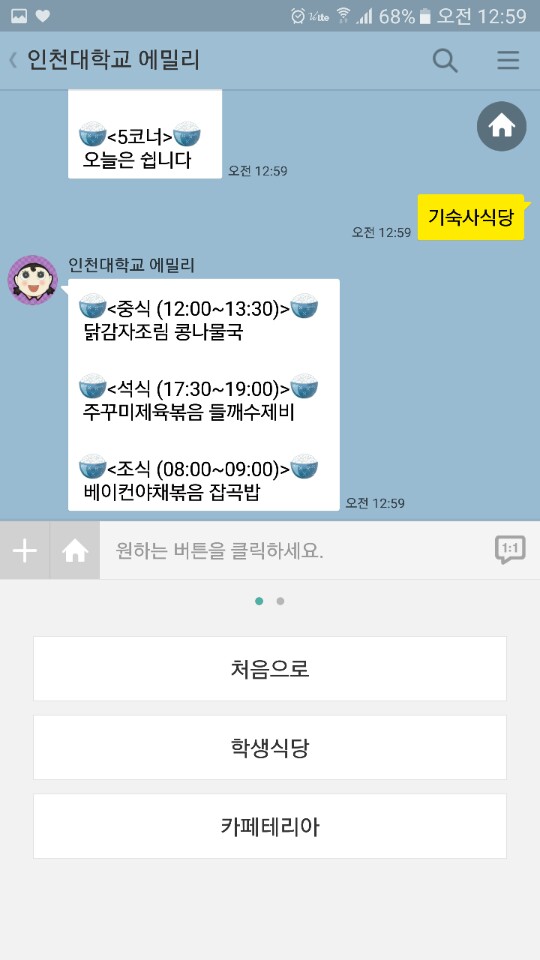 68% 오전 12:59
인천대학교 에밀리
<5코너>
오늘은 쉽니다
오전 12:59
기숙사식당
오전 12:59
인천대학교 에밀리
<중식 (12:00~13:30)>
닭감자조림 콩나물국
<석식 (17:30~19:00)>
주꾸미제육볶음 들깨수제비
<조식 (08:00~09:00)>
베이컨야채볶음 잡곡밥
오전 12:59
원하는 버튼을 클릭하세요.
1:1
처음으로
학생식당
카페테리아